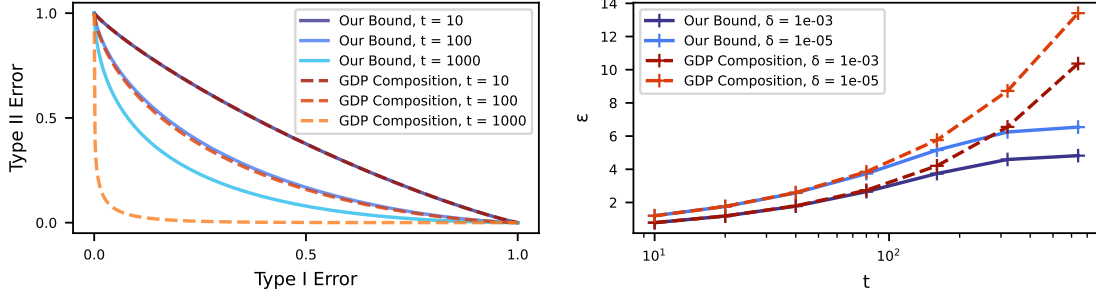 1.0
0.5
0.0
Type II Error
Our Bound, t = 10
Our Bound, t = 100
Our Bound, t = 1000
GDP Composition, t = 10
GDP Composition, t = 100
GDP Composition, t = 1000
0.0
0.5
1.0
Type I Error
14
12
10
8
6
4
2
ε
Our Bound, δ = 1e-03
Our Bound, δ = 1e-05
GDP Composition, δ = 1e-03
GDP Composition, δ = 1e-05
10¹
10²
t